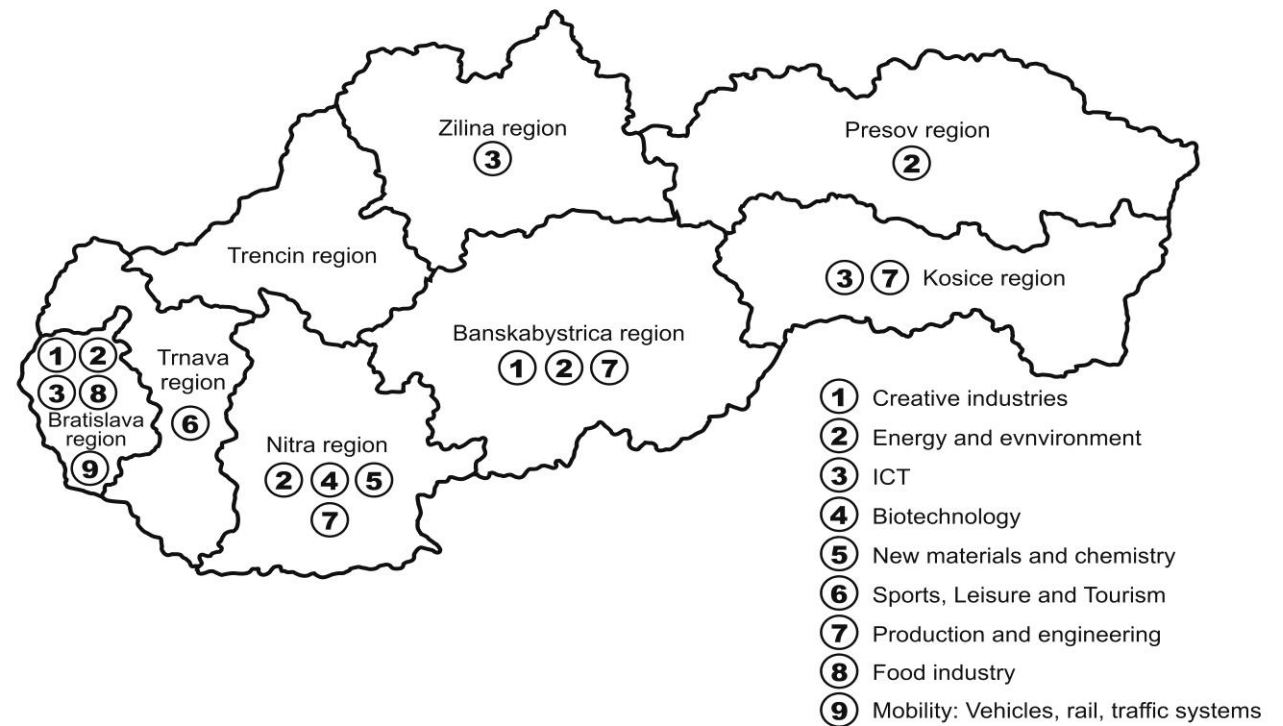 Zilina region
3
Presov region
2
Trencin region
3 7 Kosice region
Banskabystrica region
1 2 7
1 2
3 8
Bratislava
region
9
Trnava
region
6
Nitra region
2 4 5
7
1 Creative industries
2 Energy and evnvironment
3 ICT
4 Biotechnology
5 New materials and chemistry
6 Sports, Leisure and Tourism
7 Production and engineering
8 Food industry
9 Mobility: Vehicles, rail, traffic systems